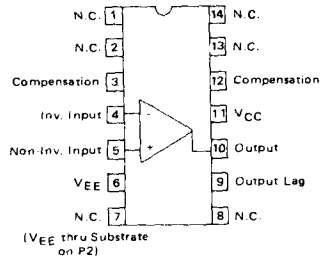 N.C. 1 14 N.C.
N.C. 2 13 N.C.
Compensation 3 12 Compensation
Inv. Input 4 - 11 VCC
Non-Inv. Input 5 + 10 Output
VEE 6 9 Output Lag
N.C. 7 8 N.C.
(VEE thru Substrate
on P2)